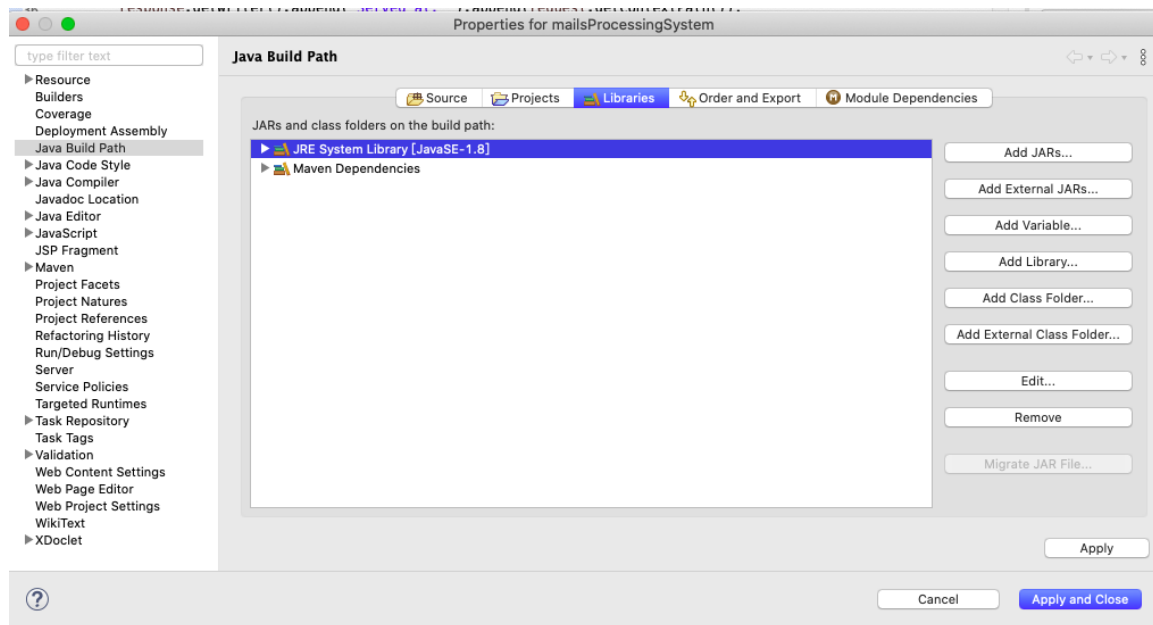 Properties for mailsProcessingSystem
type filter text
Java Build Path
Resource
Builders
Coverage
Deployment Assembly
Java Build Path
Java Code Style
Java Compiler
Javadoc Location
Java Editor
JavaScript
JSP Fragment
Maven
Project Facets
Project Natures
Project References
Refactoring History
Run/Debug Settings
Server
Service Policies
Targeted Runtimes
Task Repository
Task Tags
Validation
Web Content Settings
Web Page Editor
Web Project Settings
WikiText
XDoclet
Source Projects Libraries Order and Export Module Dependencies
JARs and class folders on the build path:
JRE System Library [JavaSE-1.8]
Maven Dependencies
Add JARs...
Add External JARs...
Add Variable...
Add Library...
Add Class Folder...
Add External Class Folder...
Edit...
Remove
Migrate JAR File...
Apply
? Cancel Apply and Close